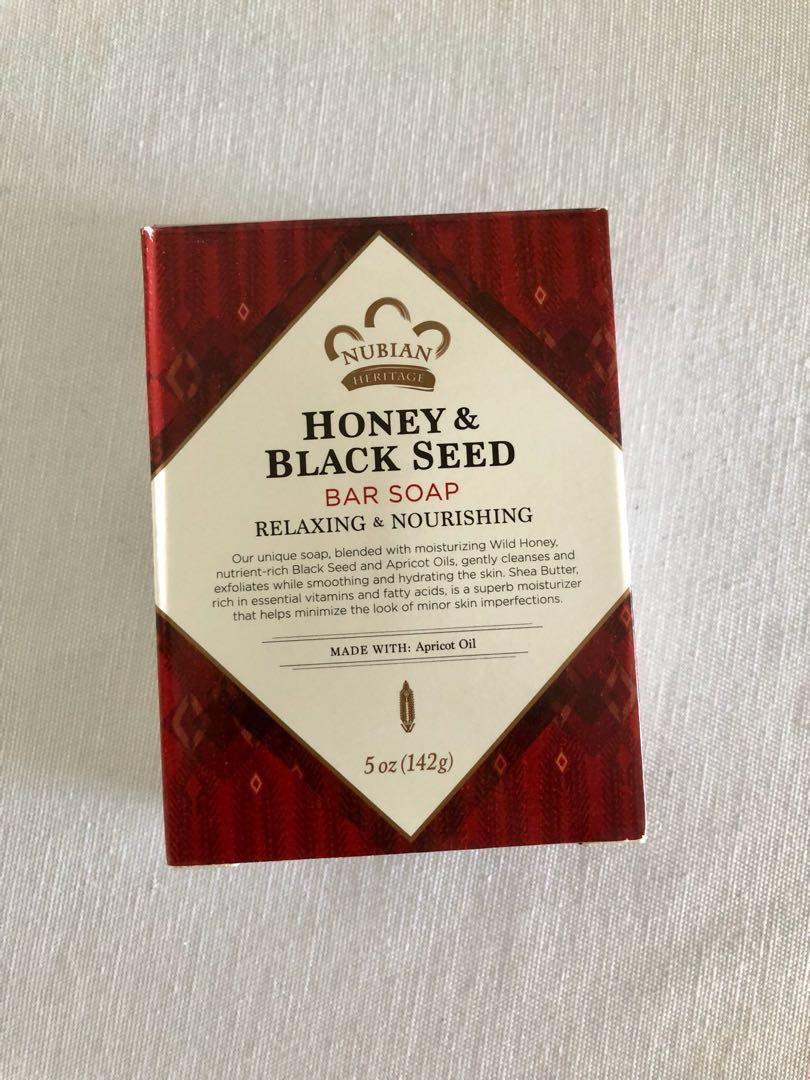 NUBIAN
HERITAGE
HONEY &
BLACK SEED
BAR SOAP
RELAXING & NOURISHING
Our unique soap, blended with moisturizing Wild Honey,
nutrient-rich Black Seed and Apricot Oils, gently cleanses and
exfoliates while smoothing and hydrating the skin. Shea Butter,
rich in essential vitamins and fatty acids, is a superb moisturizer
that helps minimize the look of minor skin imperfections.
MADE WITH: Apricot Oil
5 oz (142g)